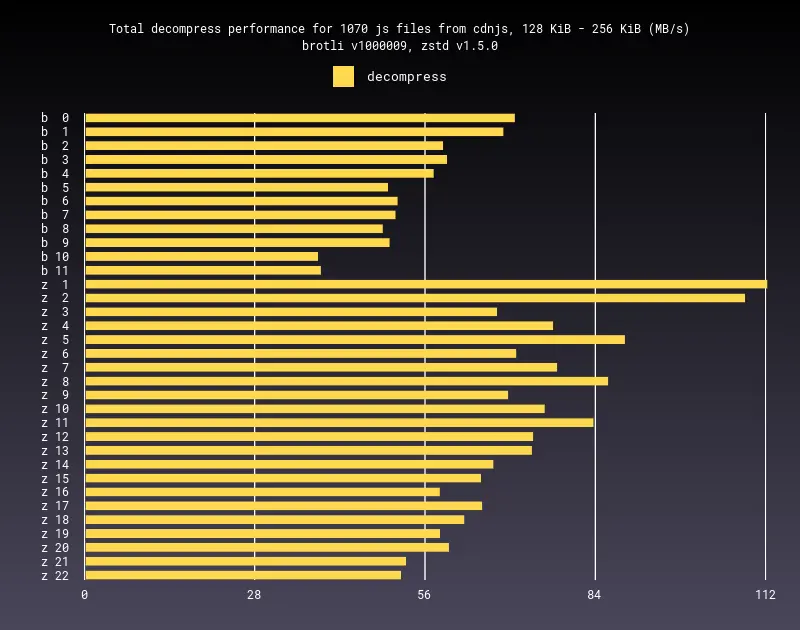 Total decompress performance for 1070 js files from cdnjs, 128 KiB - 256 KiB (MB/s)
brotli v1000009, zstd v1.5.0
decompress
b 0
b 1
b 2
b 3
b 4
b 5
b 6
b 7
b 8
b 9
b 10
b 11
z 1
z 2
z 3
z 4
z 5
z 6
z 7
z 8
z 9
z 10
z 11
z 12
z 13
z 14
z 15
z 16
z 17
z 18
z 19
z 20
z 21
z 22
0 28 56 84 112